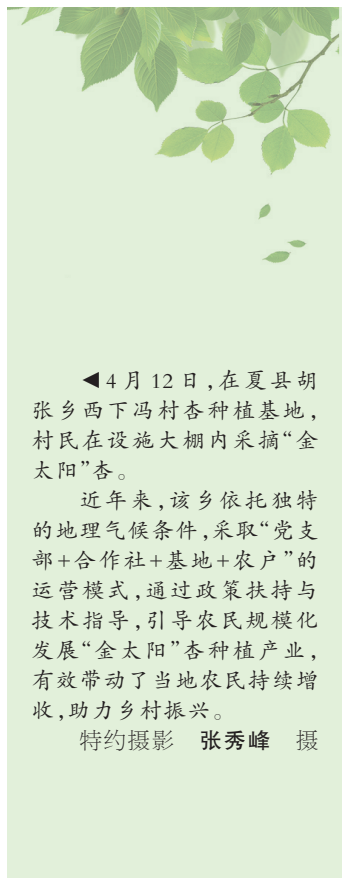 ◀4月12日,在夏县胡
张乡西下冯村杏种植基地,
村民在设施大棚内采摘“金
太阳”杏。
近年来,该乡依托独特
的地理气候条件,采取“党支
部+合作社+基地+农户”的
运营模式,通过政策扶持与
技术指导,引导农民规模化
发展“金太阳”杏种植产业,
有效带动了当地农民持续增
收,助力乡村振兴。
特约摄影 张秀峰 摄